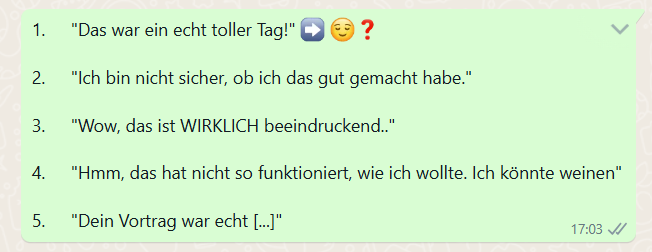 1. "Das war ein echt toller Tag!" ➡️ 😌❓
2. "Ich bin nicht sicher, ob ich das gut gemacht habe."
3. "Wow, das ist WIRKLICH beeindruckend.."
4. "Hmm, das hat nicht so funktioniert, wie ich wollte. Ich könnte weinen"
5. "Dein Vortrag war echt [...]"
17:03